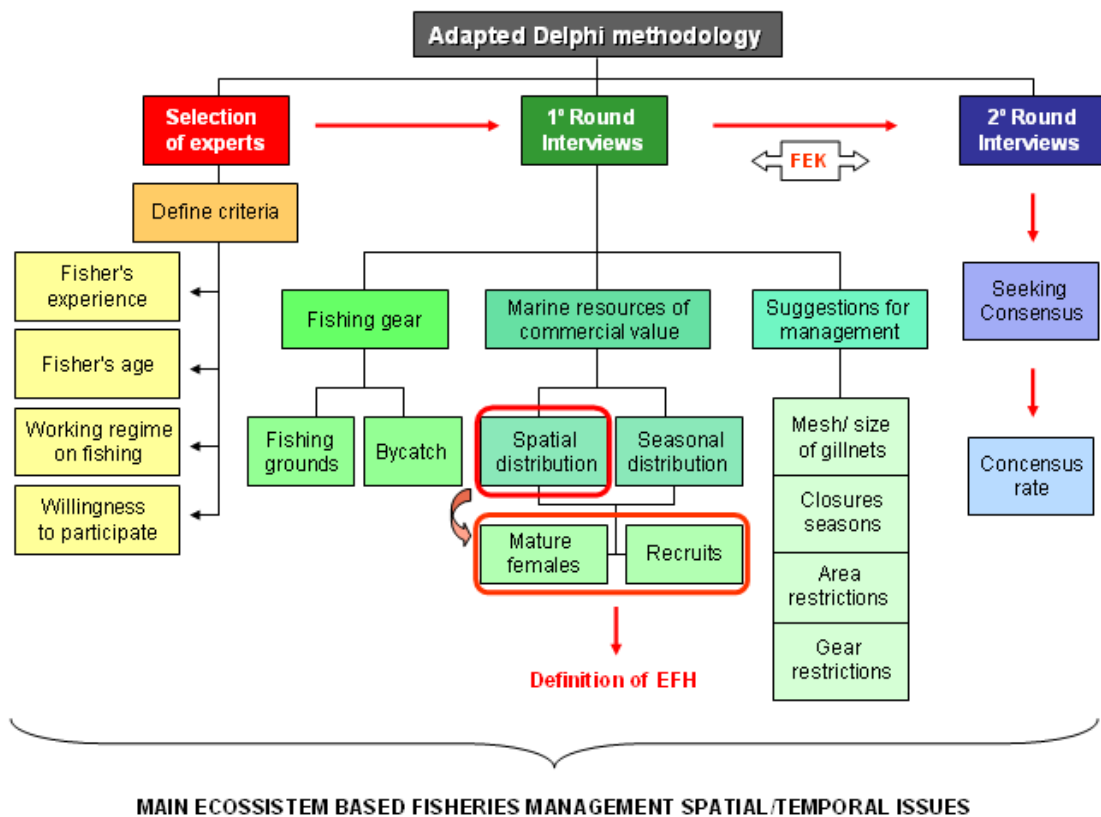 Adapted Delphi methodology
Selection
of experts
1º Round
Interviews
FEK
2º Round
Interviews
Define criteria
Fisher's
experience
Fisher's age
Working regime
on fishing
Willingness
to participate
Fishing gear
Marine resources of
commercial value
Suggestions for
management
Fishing
grounds
Bycatch
Spatial
distribution
Seasonal
distribution
Mature
females
Recruits
Definition of EFH
Mesh/ size
of gillnets
Closures
seasons
Area
restrictions
Gear
restrictions
Seeking
Consensus
Concensus
rate
MAIN ECOSSISTEM BASED FISHERIES MANAGEMENT SPATIAL/TEMPORAL ISSUES